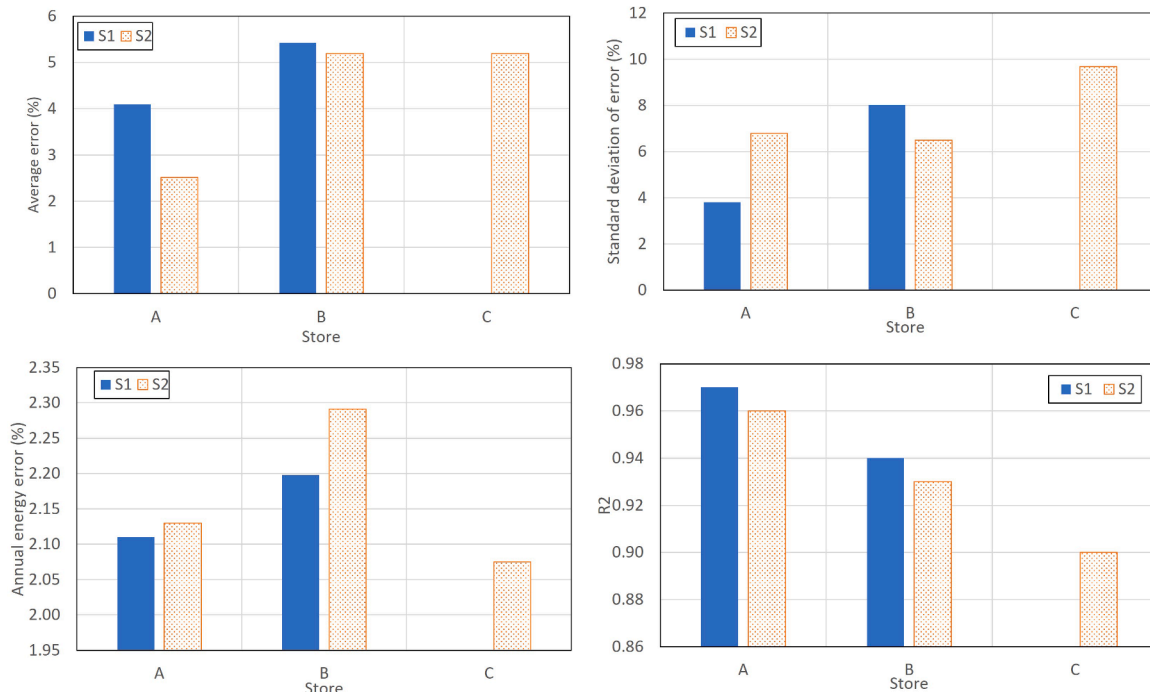 Average error (%)
6
5
4
3
2
1
0
S1 S2
A B C
Store
Standard deviation of error (%)
12
10
8
6
4
2
0
S1 S2
A B C
Store
Annual energy error (%)
2.35
2.30
2.25
2.20
2.15
2.10
2.05
2.00
1.95
S1 S2
A B C
Store
R2
0.98
0.96
0.94
0.92
0.90
0.88
0.86
S1 S2
A B C
Store